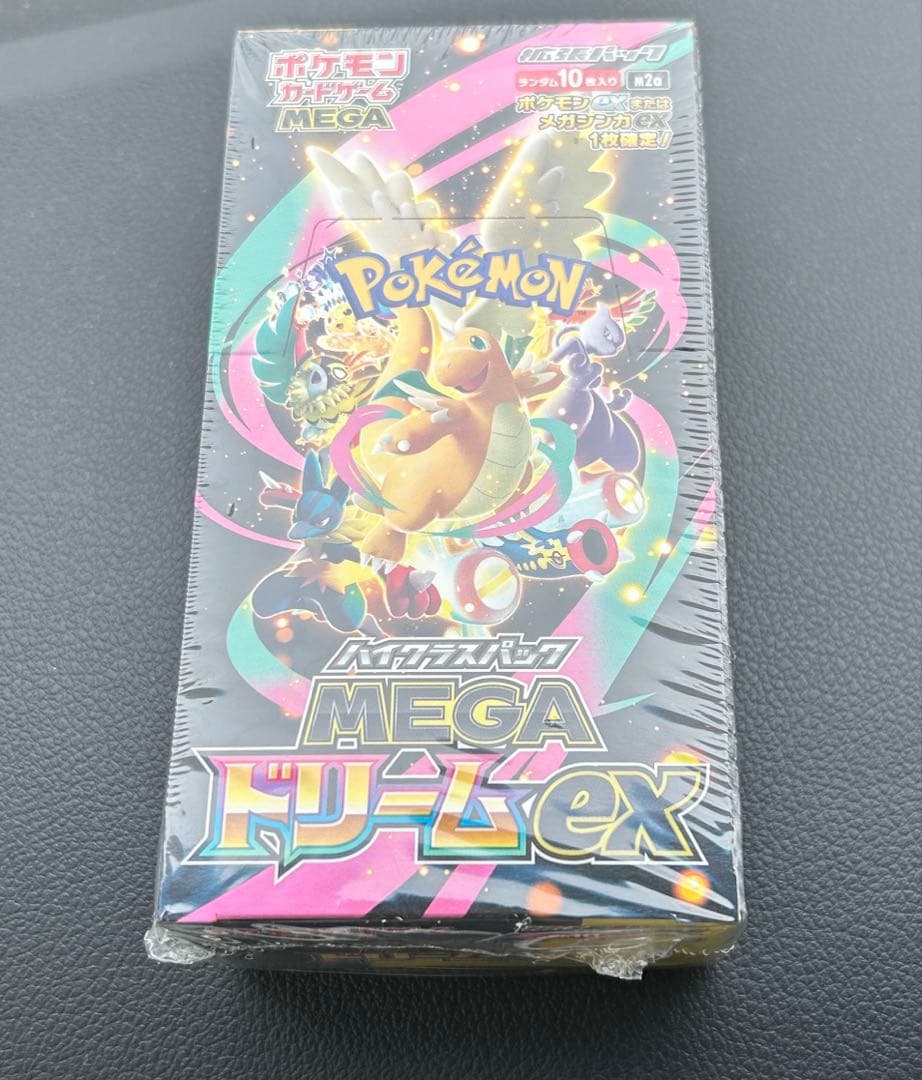 ポケモン
カードゲーム
MEGA
拡張パック
ランダム10枚入り
ポケモンexまたは
メガシンカex
1枚確定!
POKéMON
TM
ハイクラスパック
MEGA
ドリームex